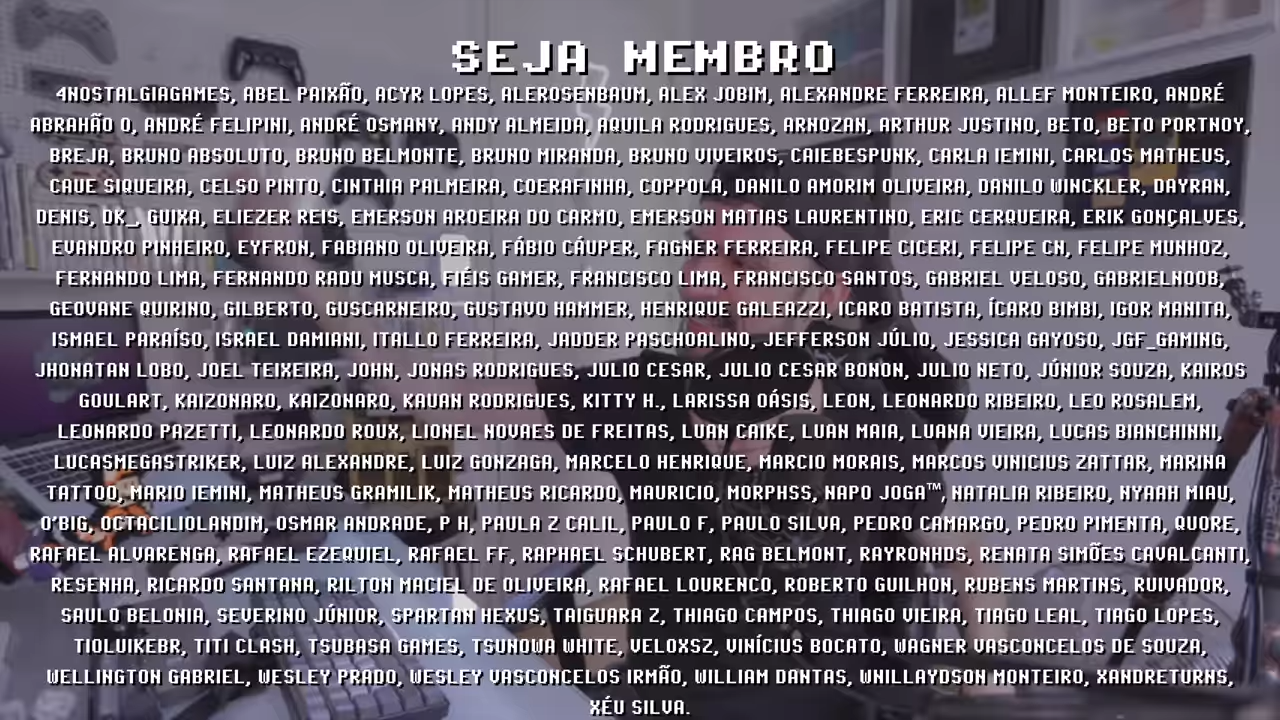 SEJA MEMBRO
4NOSTALGIAGAMES, ABEL PAIXÃO, ACYR LOPES, ALEROSENBAUM, ALEX JOBIM, ALEXANDRE FERREIRA, ALLEF MONTEIRO, ANDRÉ
ABRAHÃO O, ANDRÉ FELIPINI, ANDRÉ OSMANY, ANDY ALMEIDA, AQUILA RODRIGUES, ARNOZAN, ARTHUR JUSTINO, BETO, BETO PORTNOY,
BREJA, BRUNO ABSOLUTO, BRUNO BELMONTE, BRUNO MIRANDA, BRUNO VIVEIROS, CAIEBESPUNK, CARLA IEMINI, CARLOS MATHEUS,
CAUE SIQUEIRA, CELSO PINTO, CINTHIA PALMEIRA, COERAFINHA, COPPOLA, DANILO AMORIM OLIVEIRA, DANILO WINCKLER, DAYRAN,
DENIS, DK_, GUIXA, ELIEZER REIS, EMERSON AROEIRA DO CARMO, EMERSON MATIAS LAURENTINO, ERIC CERQUEIRA, ERIK GONÇALVES,
EVANDRO PINHEIRO, EYFRON, FABIANO OLIVEIRA, FÁBIO CÁUPER, FAGNER FERREIRA, FELIPE CICERI, FELIPE CN, FELIPE MUNHOZ,
FERNANDO LIMA, FERNANDO RADU MUSCA, FIÉIS GAMER, FRANCISCO LIMA, FRANCISCO SANTOS, GABRIEL VELOSO, GABRIELNOOB,
GEOVANE QUIRINO, GILBERTO, GUSCARNEIRO, GUSTAVO HAMMER, HENRIQUE GALEAZZI, ICARO BATISTA, ÍCARO BIMBI, IGOR MANITA,
ISMAEL PARAÍSO, ISRAEL DAMIANI, ITALLO FERREIRA, JADDER PASCHOALINO, JEFFERSON JÚLIO, JESSICA GAYOSO, JGF_GAMING,
JHONATAN LOBO, JOEL TEIXEIRA, JOHN, JONAS RODRIGUES, JULIO CESAR, JULIO CESAR BONON, JULIO NETO, JÚNIOR SOUZA, KAIROS
GOULART, KAIZONARO, KAIZONARO, KAUAN RODRIGUES, KITTY H., LARISSA OÁSIS, LEON, LEONARDO RIBEIRO, LEO ROSALEM,
LEONARDO PAZETTI, LEONARDO ROUX, LIONEL NOVAES DE FREITAS, LUAN CAIKE, LUAN MAIA, LUANA VIEIRA, LUCAS BIANCHINNI,
LUCASMEGASTRIKER, LUIZ ALEXANDRE, LUIZ GONZAGA, MARCELO HENRIQUE, MARCIO MORAIS, MARCOS VINICIUS ZATTAR, MARINA
TATTOO, MARIO IEMINI, MATHEUS GRAMILIK, MATHEUS RICARDO, MAURICIO, MORPHSS, NAPO JOGA™, NATALIA RIBEIRO, NYAAH MIAU,
O'BIG, OCTACILIOLANDIM, OSMAR ANDRADE, P H, PAULA Z CALIL, PAULO F, PAULO SILVA, PEDRO CAMARGO, PEDRO PIMENTA, QUORE,
RAFAEL ALVARENGA, RAFAEL EZEQUIEL, RAFAEL FF, RAPHAEL SCHUBERT, RAG BELMONT, RAYRONHDS, RENATA SIMÕES CAVALCANTI,
RESENHA, RICARDO SANTANA, RILTON MACIEL DE OLIVEIRA, RAFAEL LOURENCO, ROBERTO GUILHON, RUBENS MARTINS, RUIVADOR,
SAULO BELONIA, SEVERINO JÚNIOR, SPARTAN HEXUS, TAIGUARA Z, THIAGO CAMPOS, THIAGO VIEIRA, TIAGO LEAL, TIAGO LOPES,
TIOLUIKEBR, TITI CLASH, TSUBASA GAMES, TSUNOWA WHITE, VELOXSZ, VINÍCIUS BOCATO, WAGNER VASCONCELOS DE SOUZA,
WELLINGTON GABRIEL, WESLEY PRADO, WESLEY VASCONCELOS IRMÃO, WILLIAM DANTAS, WNILLAYDSON MONTEIRO, XANDRETURNS,
XÉU SILVA.